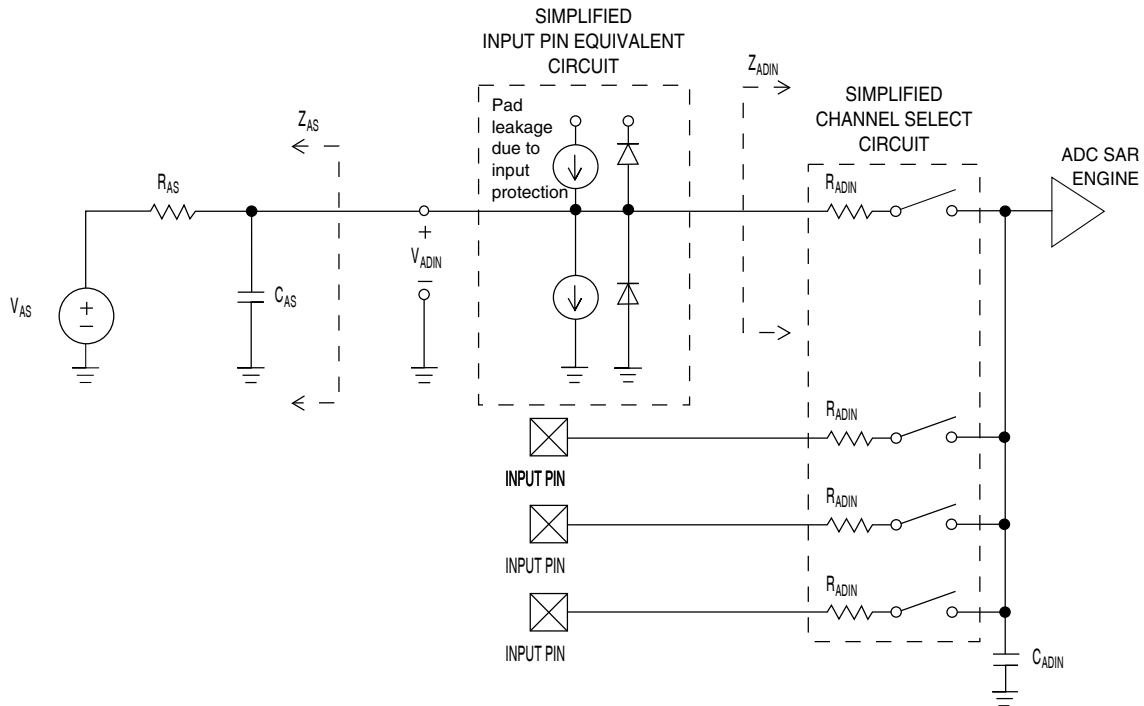 SIMPLIFIED
INPUT PIN EQUIVALENT
CIRCUIT
Z_ADIN
SIMPLIFIED
CHANNEL SELECT
CIRCUIT
ADC SAR
ENGINE
Pad
leakage
due to
input
protection
Z_AS
R_AS
R_ADIN
+
V_ADIN
−
V_AS
+
−
C_AS
R_ADIN
INPUT PIN
R_ADIN
INPUT PIN
R_ADIN
INPUT PIN
C_ADIN